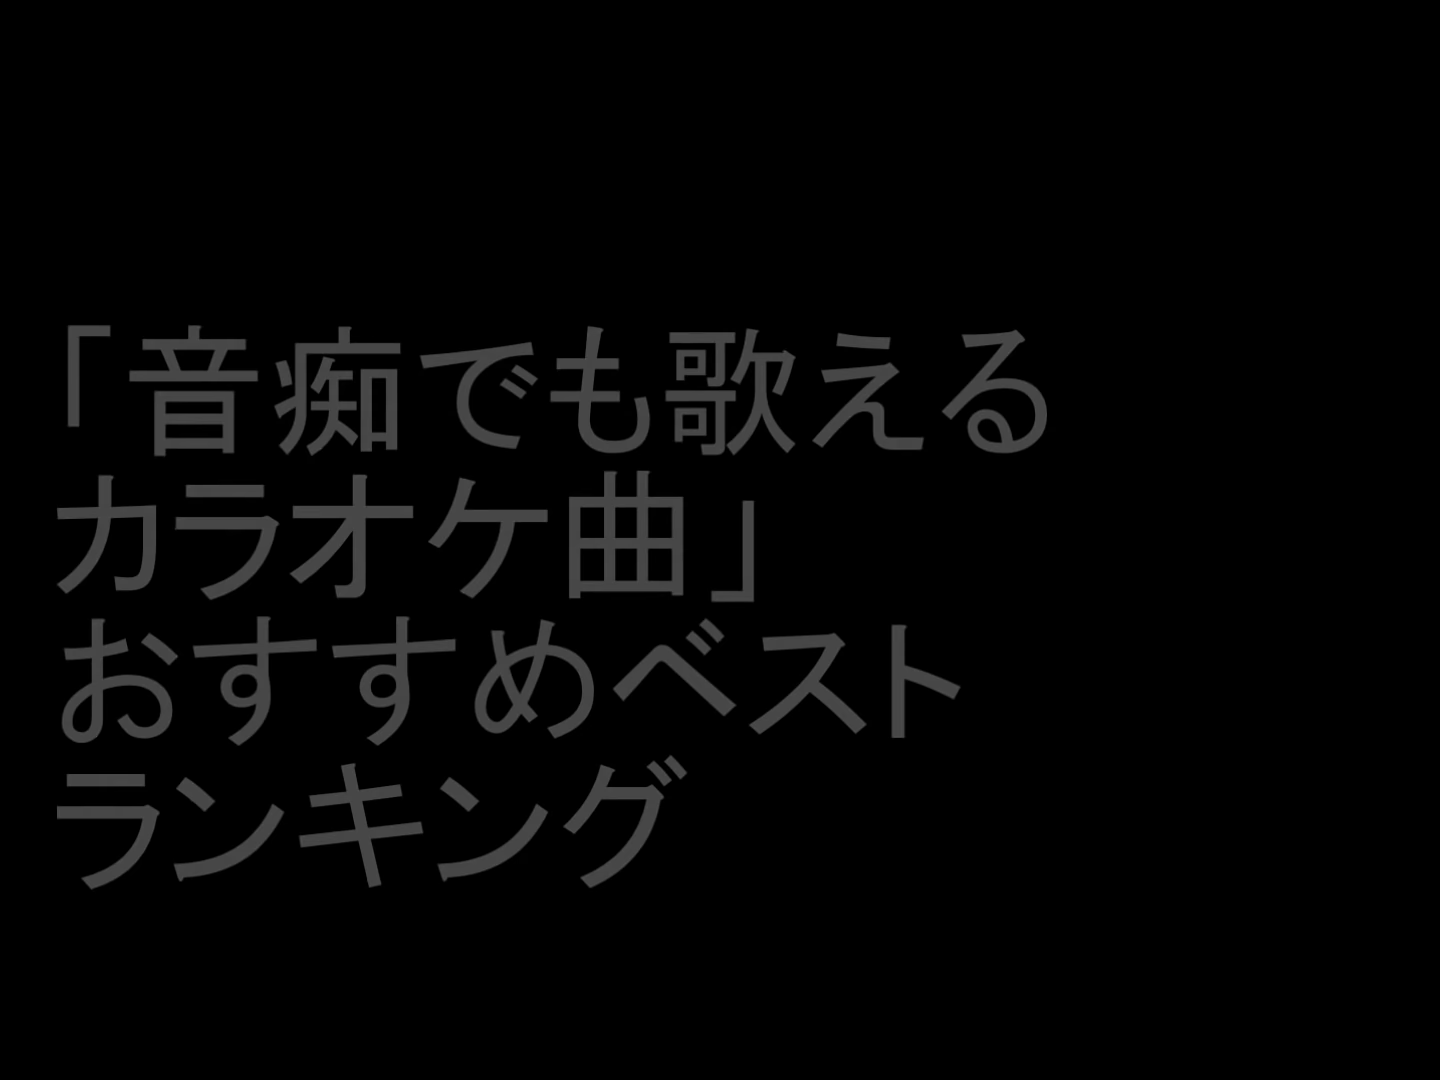 「音痴でも歌える
カラオケ曲」
おすすめベスト
ランキング